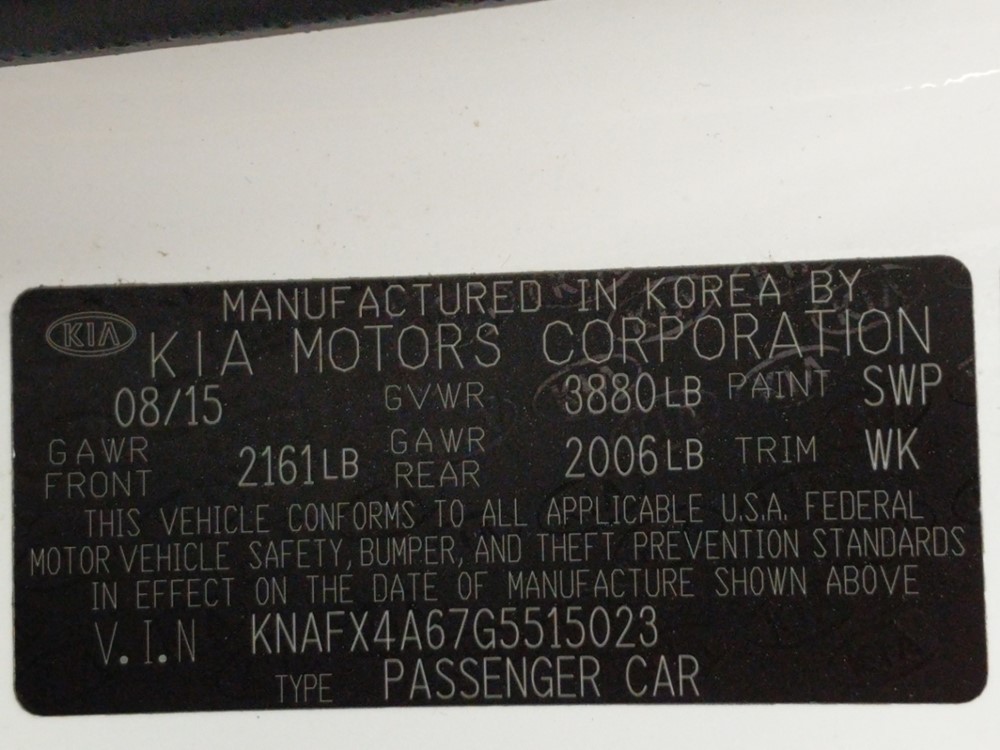 MANUFACTURED IN KOREA BY
KIA KIA MOTORS CORPORATION
08/15 GVWR 3880LB PAINT SWP
GAWR FRONT 2161LB GAWR REAR 2006LB TRIM WK
THIS VEHICLE CONFORMS TO ALL APPLICABLE U.S.A. FEDERAL
MOTOR VEHICLE SAFETY, BUMPER, AND THEFT PREVENTION STANDARDS
IN EFFECT ON THE DATE OF MANUFACTURE SHOWN ABOVE
V.I.N KNAFX4A67G5515023
TYPE PASSENGER CAR